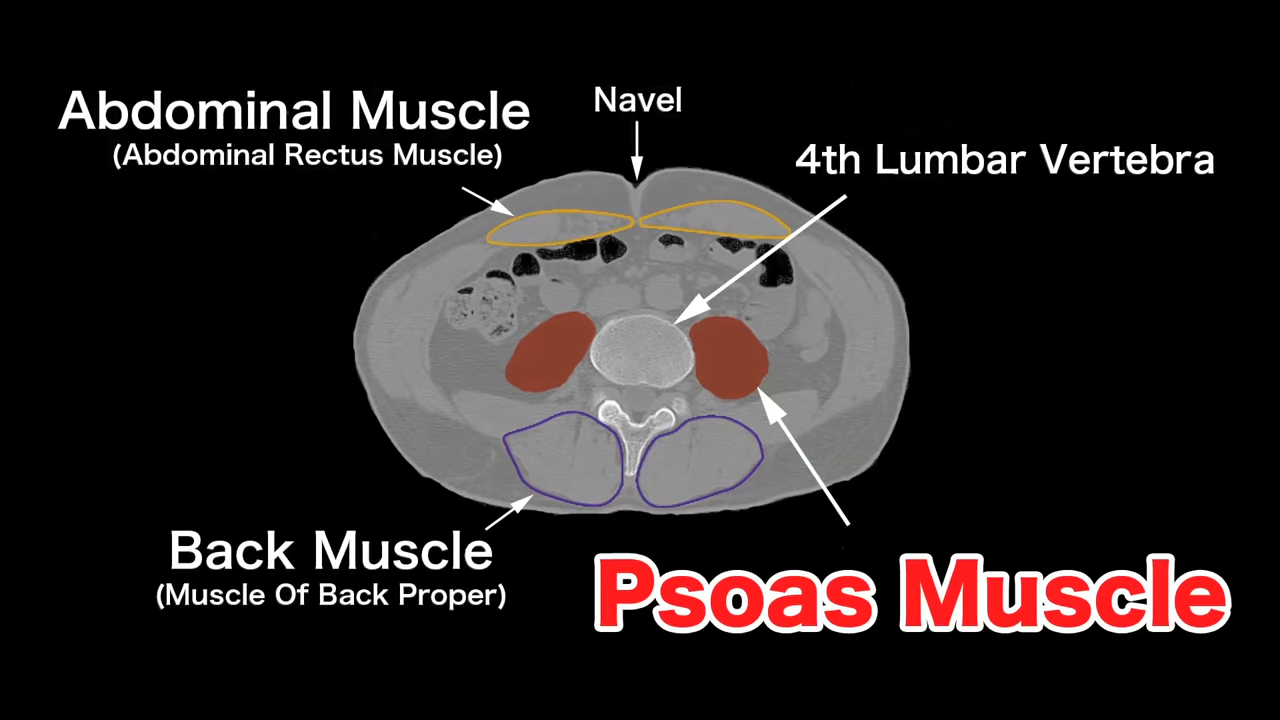 Abdominal Muscle
(Abdominal Rectus Muscle)
Navel
4th Lumbar Vertebra
Back Muscle
(Muscle Of Back Proper)
Psoas Muscle